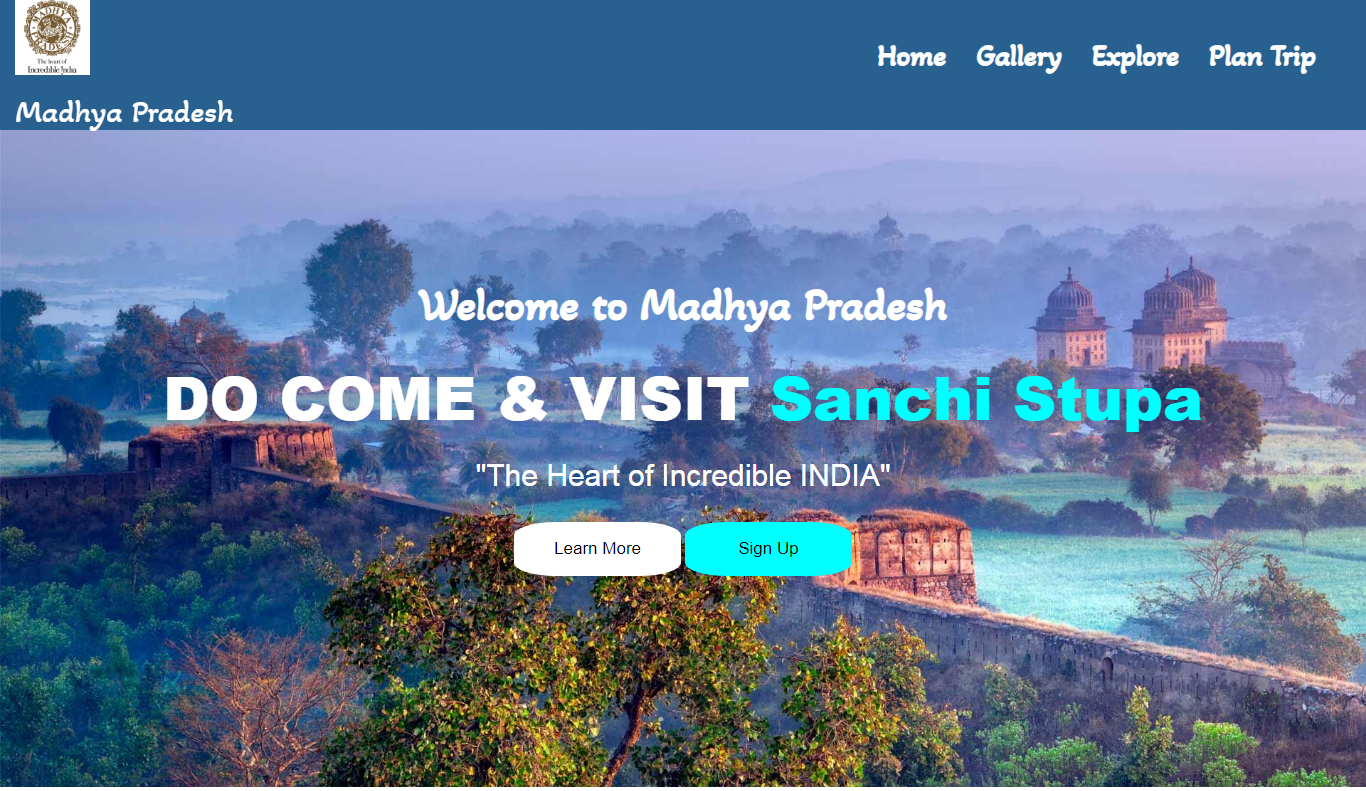 MADHYA
PRADESH
The heart of
Incredible !ndia
Madhya Pradesh
Home Gallery Explore Plan Trip
Welcome to Madhya Pradesh
DO COME & VISIT Sanchi Stupa
"The Heart of Incredible INDIA"
Learn More Sign Up